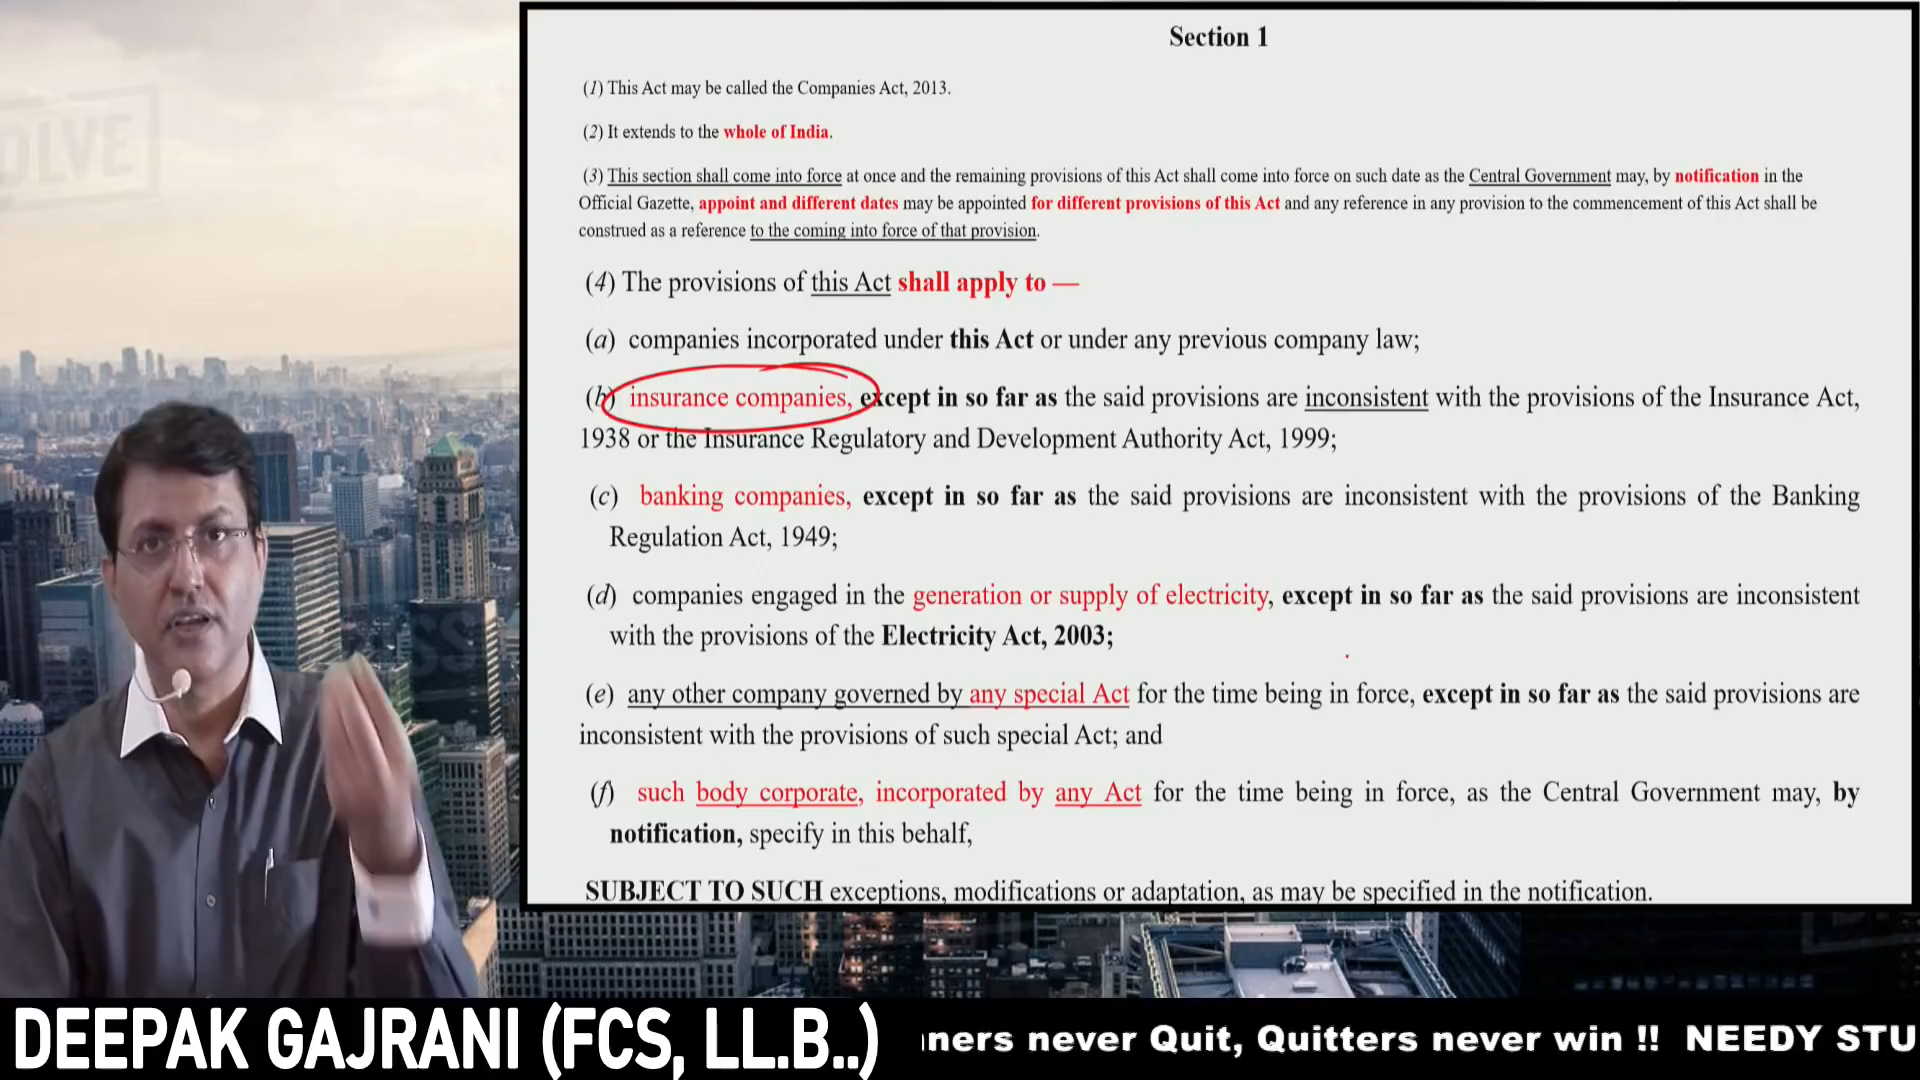 Section 1
(1) This Act may be called the Companies Act, 2013.
(2) It extends to the whole of India.
(3) This section shall come into force at once and the remaining provisions of this Act shall come into force on such date as the Central Government may, by notification in the
Official Gazette, appoint and different dates may be appointed for different provisions of this Act and any reference in any provision to the commencement of this Act shall be
construed as a reference to the coming into force of that provision.
(4) The provisions of this Act shall apply to —
(a) companies incorporated under this Act or under any previous company law;
(b) insurance companies, except in so far as the said provisions are inconsistent with the provisions of the Insurance Act,
1938 or the Insurance Regulatory and Development Authority Act, 1999;
(c) banking companies, except in so far as the said provisions are inconsistent with the provisions of the Banking
Regulation Act, 1949;
(d) companies engaged in the generation or supply of electricity, except in so far as the said provisions are inconsistent
with the provisions of the Electricity Act, 2003;
(e) any other company governed by any special Act for the time being in force, except in so far as the said provisions are
inconsistent with the provisions of such special Act; and
(f) such body corporate, incorporated by any Act for the time being in force, as the Central Government may, by
notification, specify in this behalf,
SUBJECT TO SUCH exceptions, modifications or adaptation, as may be specified in the notification.
OLVE
DEEPAK GAJRANI (FCS, LL.B..)
ners never Quit, Quitters never win !! NEEDY STU